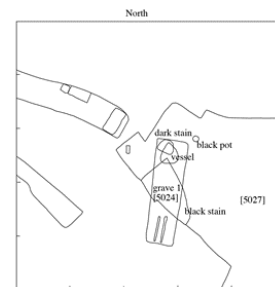 North
dark stain
black pot
vessel
grave 1
[5024]
[5027]
black stain